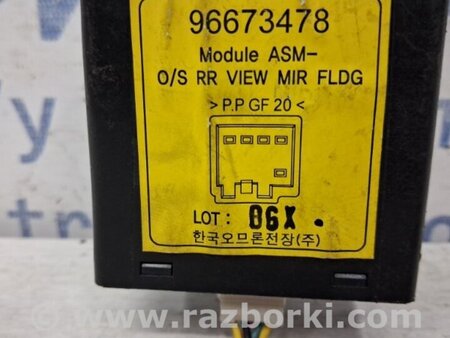 96673478
Module ASM-
O/S RR VIEW MIR FLDG
> P.P GF 20 <
LOT : 06X .
한국오므론전장(주)
© www.razborki.com